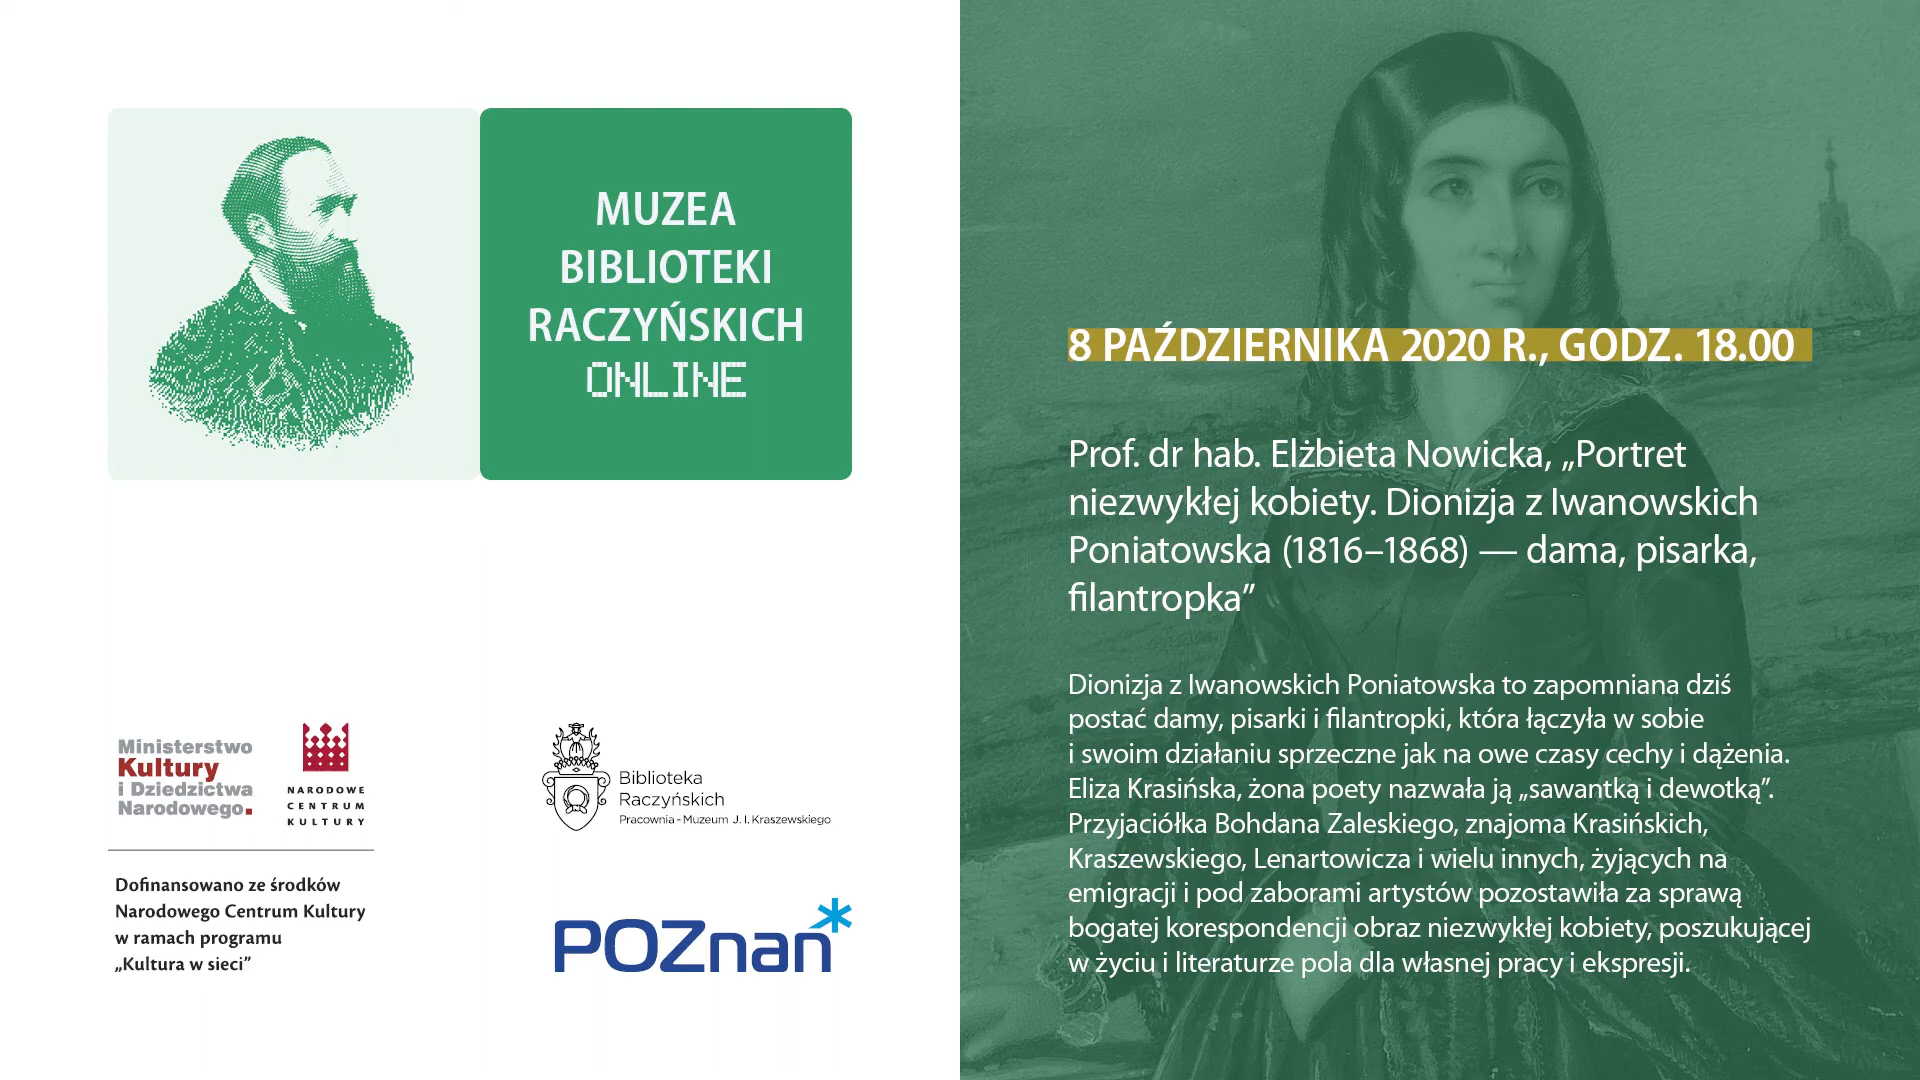 MUZEA
BIBLIOTEKI
RACZYŃSKICH
ONLINE
Ministerstwo
Kultury
i Dziedzictwa
Narodowego.
NARODOWE
CENTRUM
KULTURY
Dofinansowano ze środków
Narodowego Centrum Kultury
w ramach programu
„Kultura w sieci”
Biblioteka
Raczyńskich
Pracownia - Muzeum J. I. Kraszewskiego
POZnan*
8 PAŹDZIERNIKA 2020 R., GODZ. 18.00
Prof. dr hab. Elżbieta Nowicka, „Portret
niezwykłej kobiety. Dionizja z Iwanowskich
Poniatowska (1816–1868) — dama, pisarka,
filantropka”
Dionizja z Iwanowskich Poniatowska to zapomniana dziś
postać damy, pisarki i filantropki, która łączyła w sobie
i swoim działaniu sprzeczne jak na owe czasy cechy i dążenia.
Eliza Krasińska, żona poety nazwała ją „sawantką i dewotką”.
Przyjaciółka Bohdana Zaleskiego, znajoma Krasińskich,
Kraszewskiego, Lenartowicza i wielu innych, żyjących na
emigracji i pod zaborami artystów pozostawiła za sprawą
bogatej korespondencji obraz niezwykłej kobiety, poszukującej
w życiu i literaturze pola dla własnej pracy i ekspresji.